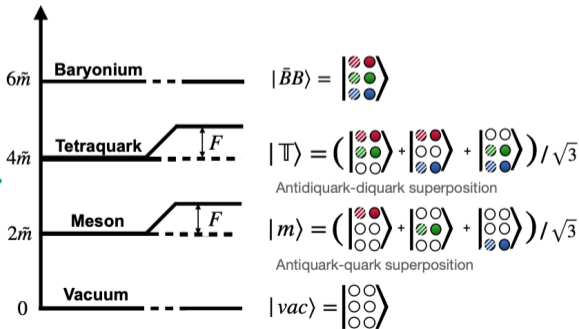 6m̃ Baryonium |B̄B⟩ = | ⟩
Tetraquark F |𝕋⟩ = (| ⟩ + | ⟩ + | ⟩)/√3
4m̃
Antidiquark-diquark superposition
Meson F |m⟩ = (| ⟩ + | ⟩ + | ⟩)/√3
2m̃
Antiquark-quark superposition
Vacuum
0 |vac⟩ = | ⟩